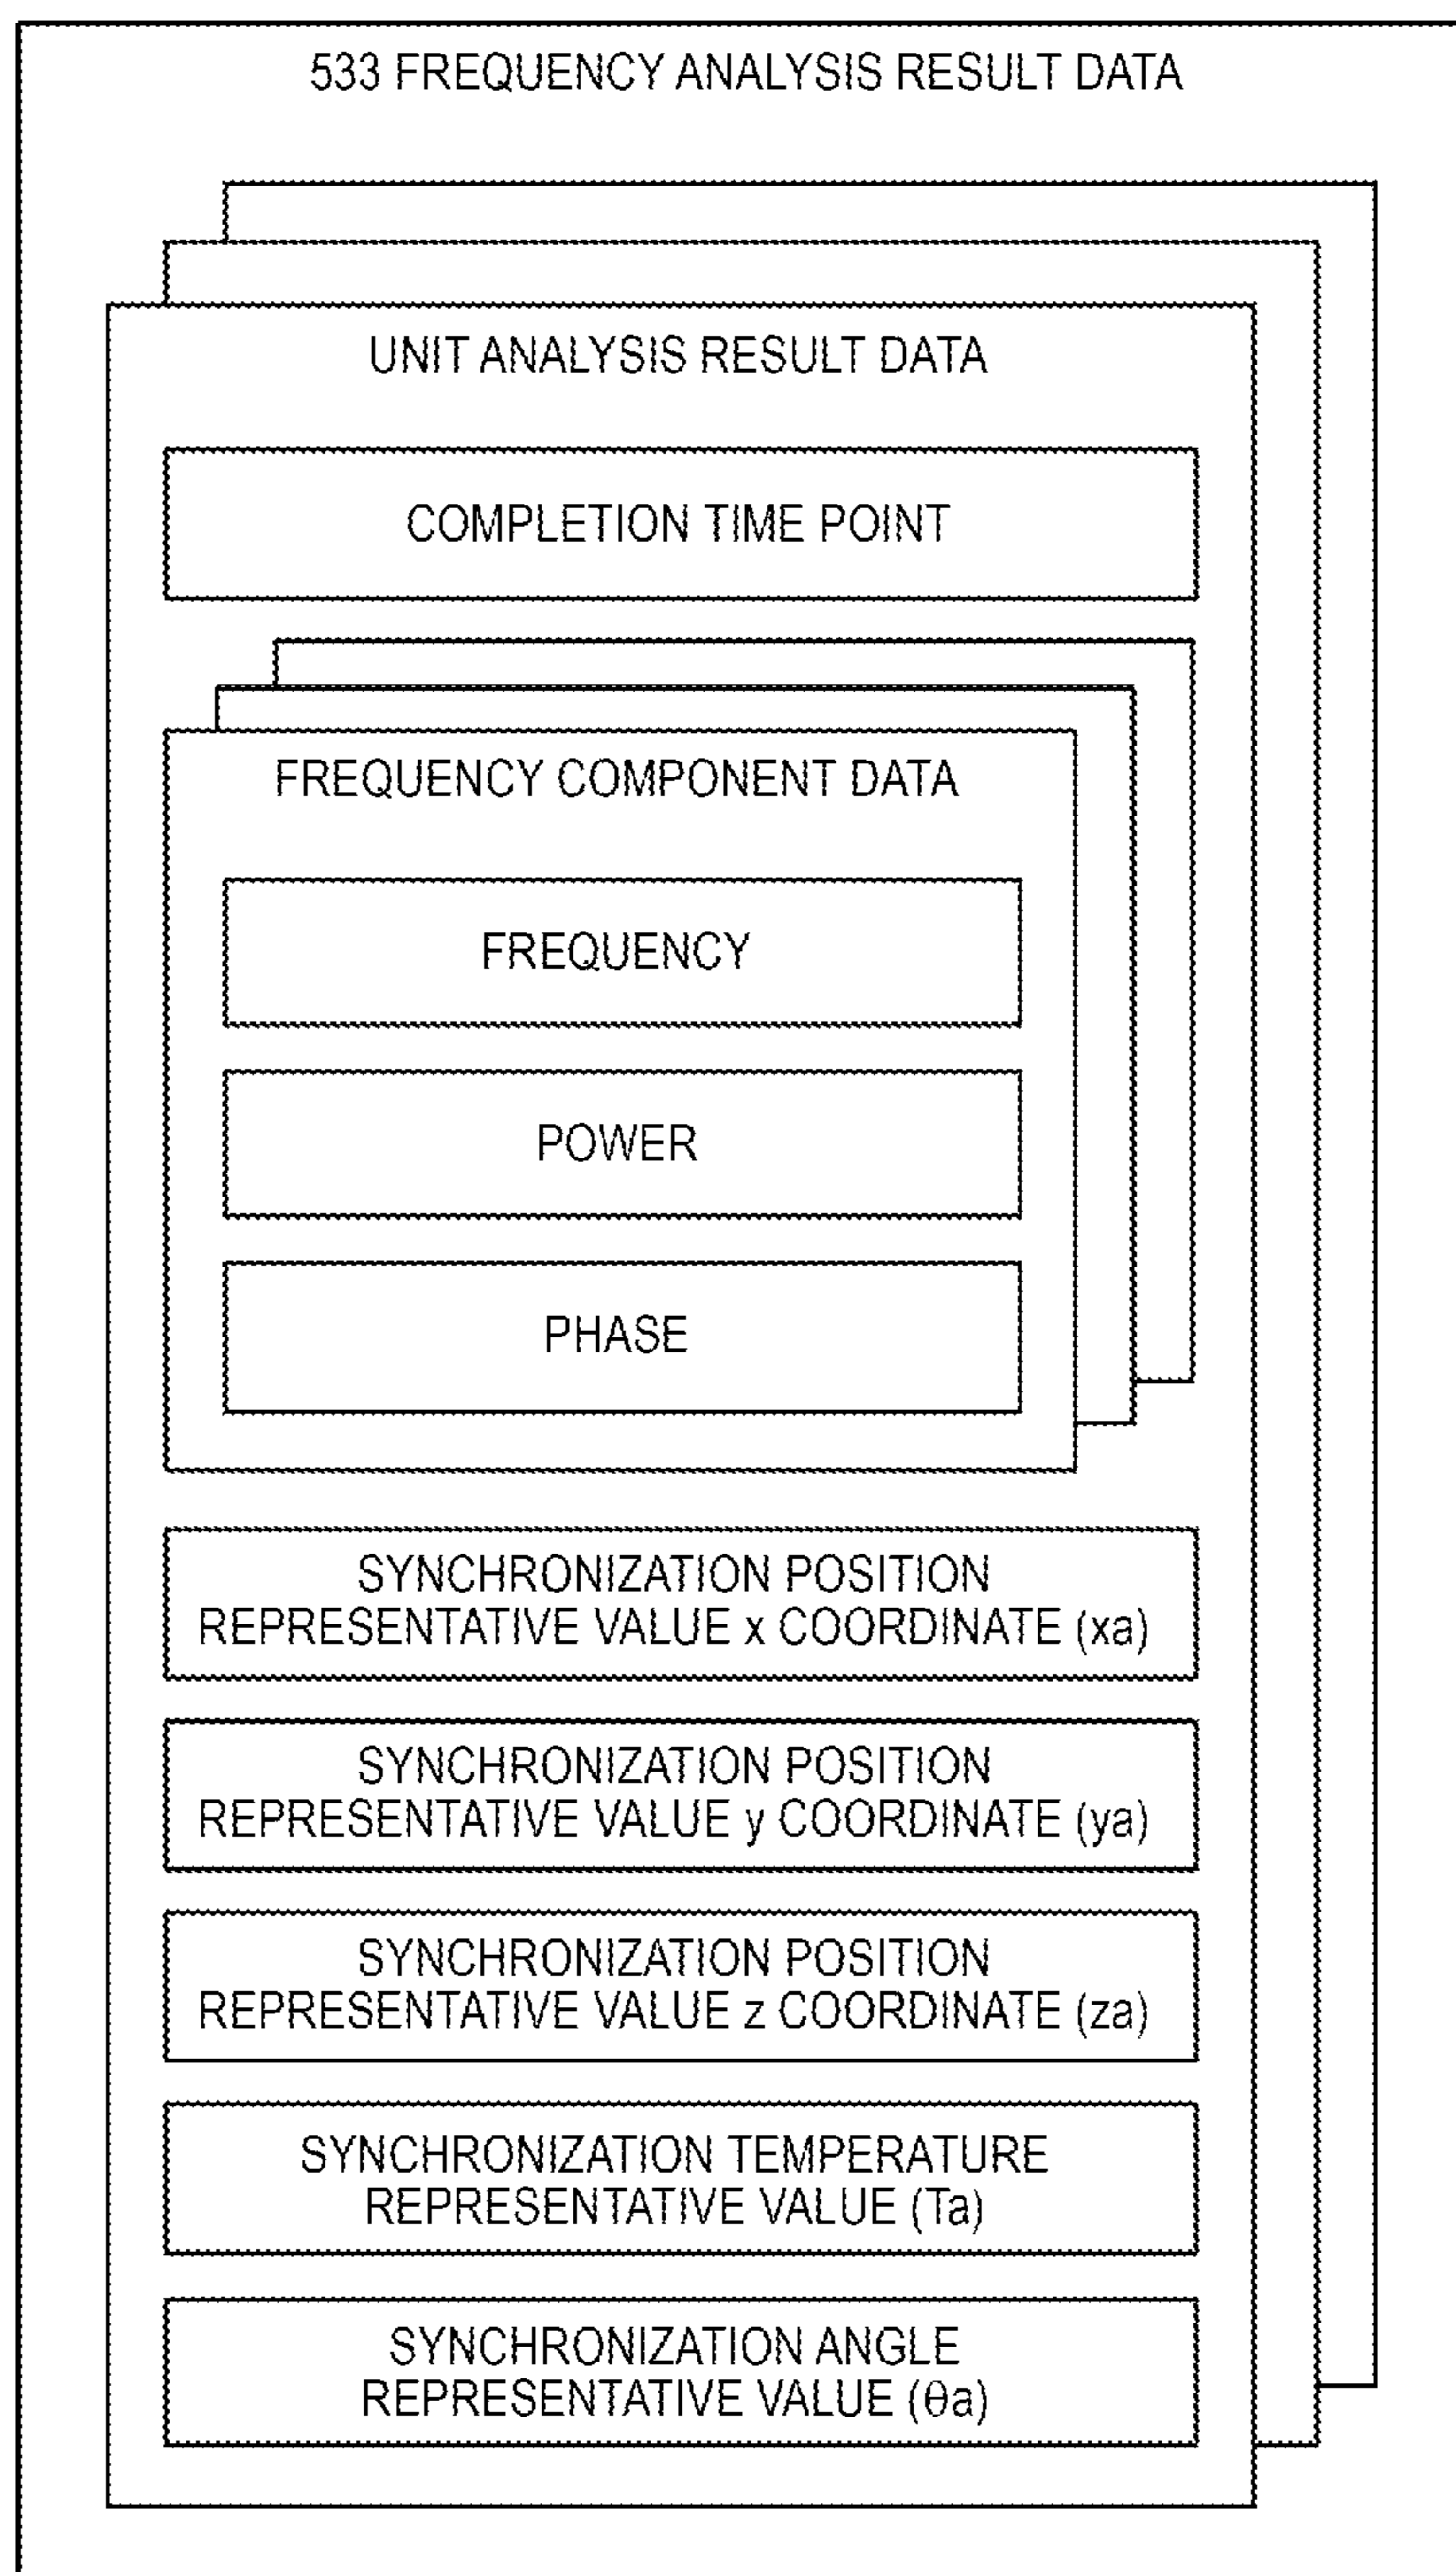 533 FREQUENCY ANALYSIS RESULT DATA
UNIT ANALYSIS RESULT DATA
COMPLETION TIME POINT
FREQUENCY COMPONENT DATA
FREQUENCY
POWER
PHASE
SYNCHRONIZATION POSITION
REPRESENTATIVE VALUE x COORDINATE (xa)
SYNCHRONIZATION POSITION
REPRESENTATIVE VALUE y COORDINATE (ya)
SYNCHRONIZATION POSITION
REPRESENTATIVE VALUE z COORDINATE (za)
SYNCHRONIZATION TEMPERATURE
REPRESENTATIVE VALUE (Ta)
SYNCHRONIZATION ANGLE
REPRESENTATIVE VALUE (θa)